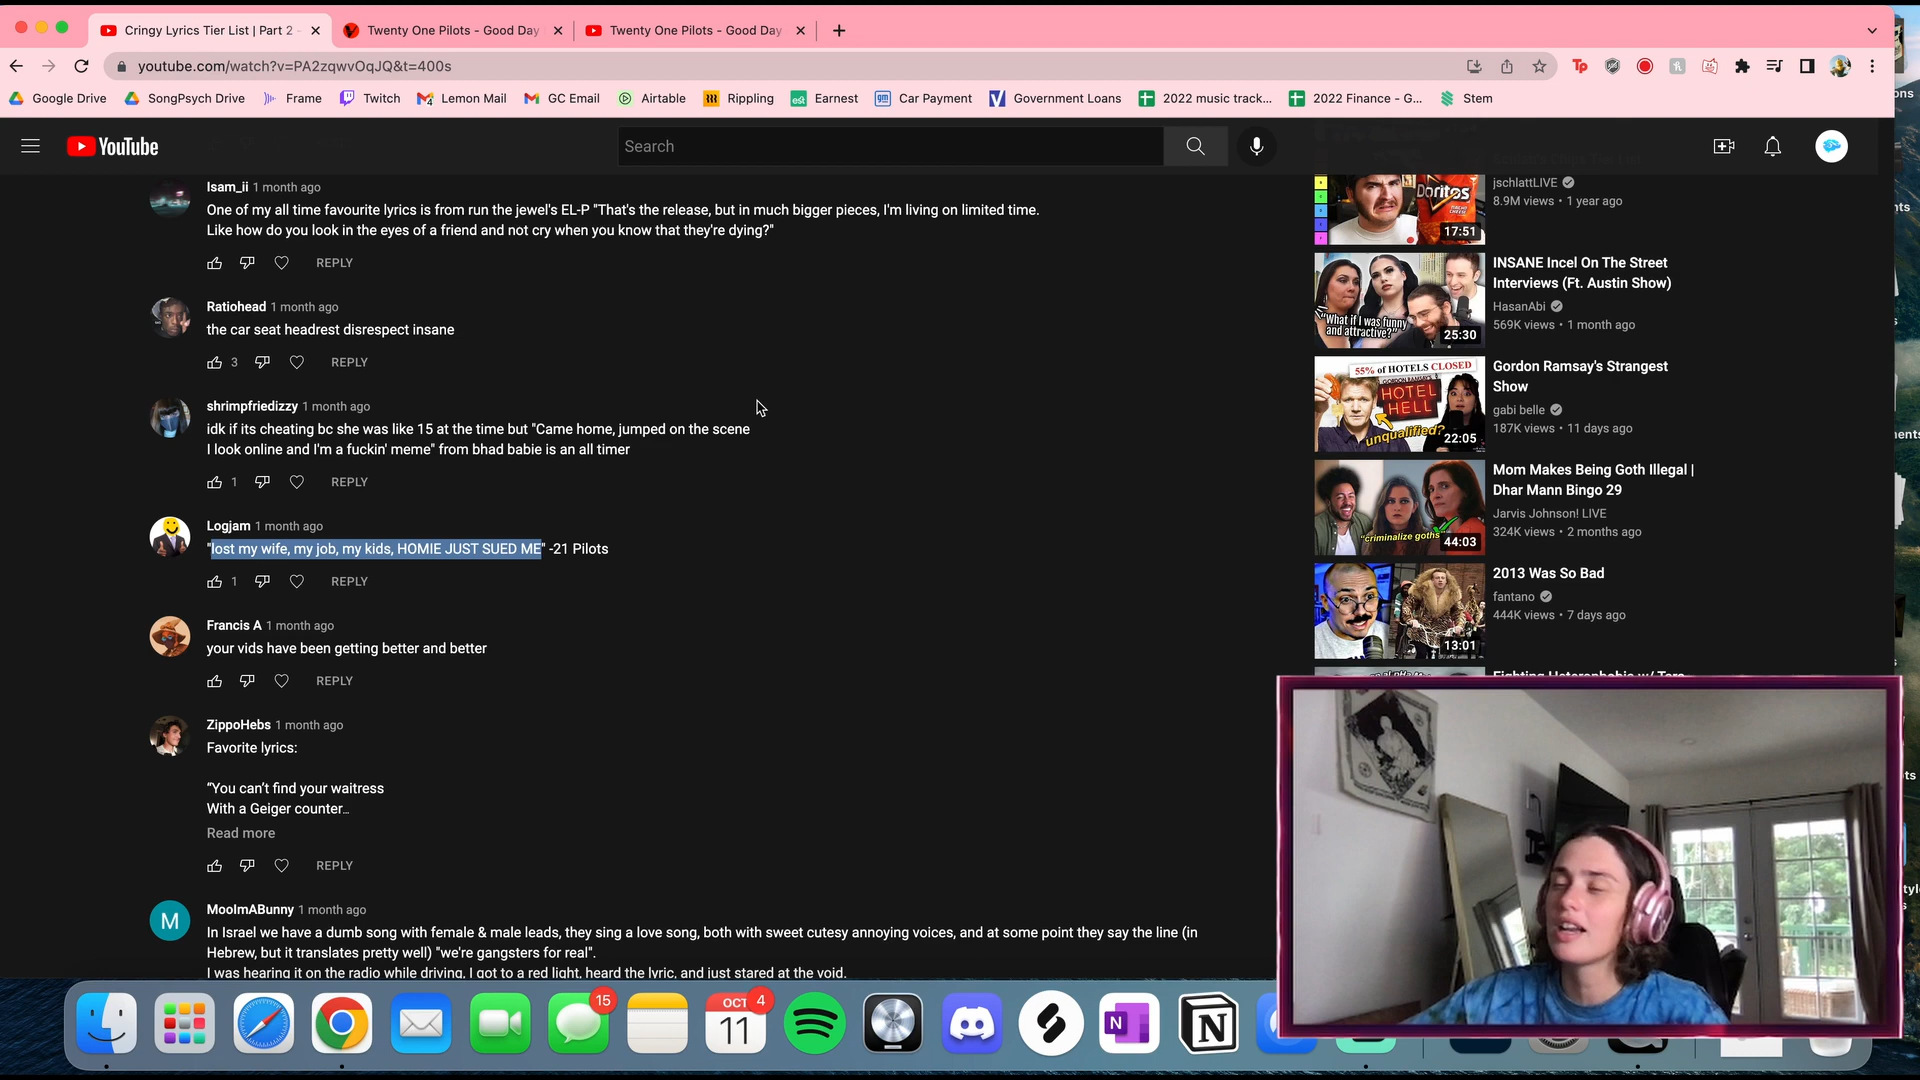 Cringy Lyrics Tier List | Part 2 -
Twenty One Pilots - Good Day
Twenty One Pilots - Good Day
youtube.com/watch?v=PA2zqwvOqJQ&t=400s
Google Drive
SongPsych Drive
Frame
Twitch
Lemon Mail
GC Email
Airtable
Rippling
Earnest
Car Payment
Government Loans
2022 music track...
2022 Finance - G...
Stem
YouTube
Search
Isam_ii 1 month ago
One of my all time favourite lyrics is from run the jewel's EL-P "That's the release, but in much bigger pieces, I'm living on limited time.
Like how do you look in the eyes of a friend and not cry when you know that they're dying?"
REPLY
Ratiohead 1 month ago
the car seat headrest disrespect insane
3 REPLY
shrimpfriedizzy 1 month ago
idk if its cheating bc she was like 15 at the time but "Came home, jumped on the scene
I look online and I'm a fuckin' meme" from bhad babie is an all timer
1 REPLY
Logjam 1 month ago
"lost my wife, my job, my kids, HOMIE JUST SUED ME" -21 Pilots
1 REPLY
Francis A 1 month ago
your vids have been getting better and better
REPLY
ZippoHebs 1 month ago
Favorite lyrics:
“You can’t find your waitress
With a Geiger counter…
Read more
REPLY
M
MoolmABunny 1 month ago
In Israel we have a dumb song with female & male leads, they sing a love song, both with sweet cutesy annoying voices, and at some point they say the line (in
Hebrew, but it translates pretty well) "we're gangsters for real".
I was hearing it on the radio while driving, I got to a red light, heard the lyric, and just stared at the void.
jschlattLIVE
8.9M views • 1 year ago
Doritos
17:51
INSANE Incel On The Street
Interviews (Ft. Austin Show)
HasanAbi
569K views • 1 month ago
"What if I was funny
and attractive?"
25:30
Gordon Ramsay's Strangest
Show
gabi belle
187K views • 11 days ago
55% of HOTELS CLOSED
GORDON RAMSAY'S
HOTEL
HELL
unqualified?
22:05
Mom Makes Being Goth Illegal |
Dhar Mann Bingo 29
Jarvis Johnson! LIVE
324K views • 2 months ago
"criminalize goths"
44:03
2013 Was So Bad
fantano
444K views • 7 days ago
13:01
15
OCT
4
11
N
N